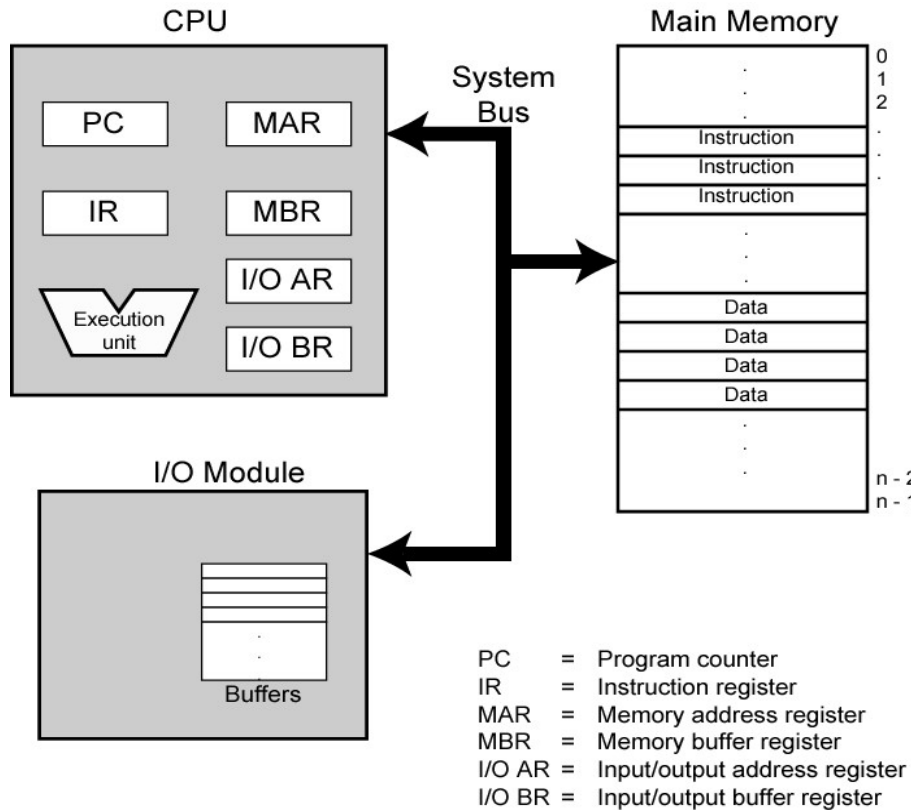 CPU
PC
MAR
IR
MBR
I/O AR
Execution
unit
I/O BR
System
Bus
Main Memory
0
1
2
.
.
.
.
.
.
Instruction
Instruction
Instruction
.
.
.
Data
Data
Data
Data
.
.
.
n - 2
n - 1
I/O Module
.
.
.
Buffers
PC = Program counter
IR = Instruction register
MAR = Memory address register
MBR = Memory buffer register
I/O AR = Input/output address register
I/O BR = Input/output buffer register